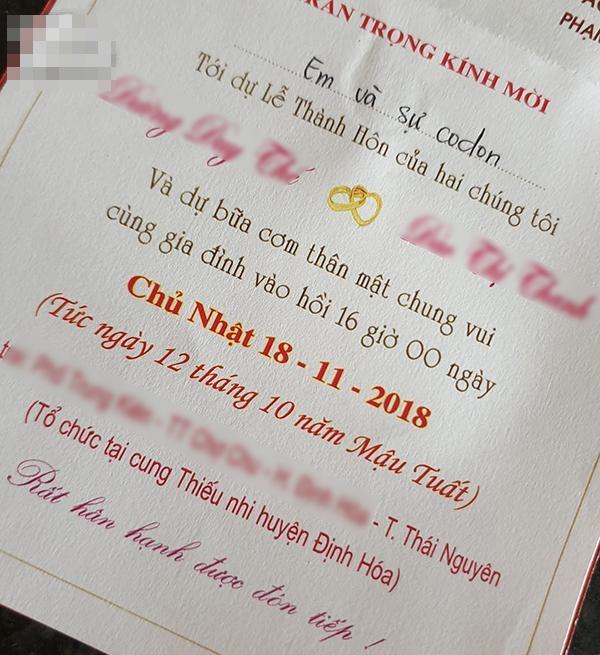 PHẠM
TRÂN TRỌNG KÍNH MỜI
Em và sự codon
Tới dự Lễ Thành Hôn của hai chúng tôi
Và dự bữa cơm thân mật chung vui
cùng gia đình vào hồi 16 giờ 00 ngày
Chủ Nhật 18 - 11 - 2018
(Tức ngày 12 tháng 10 năm Mậu Tuất)
- T. Thái Nguyên
(Tổ chức tại cung Thiếu nhi huyện Định Hóa)
Rất hân hạnh được đón tiếp !